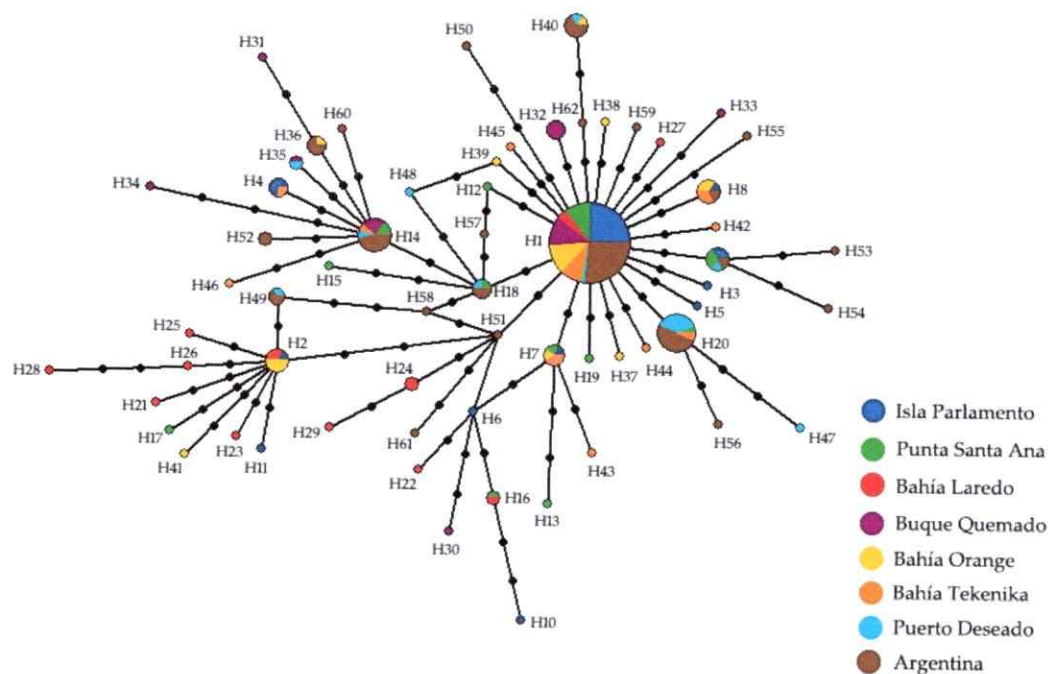 H40
H50
H31
H62
H32
H38
H59
H33
H60
H36
H45
H27
H55
H35
H39
H4
H48
H12
H8
H34
H57
H42
H52
H14
H1
H53
H15
H18
H3
H46
H5
H49
H58
H54
H51
H20
H25
H2
H7
H26
H24
H19
H37
H44
H28
H21
H6
H17
H29
H61
H56
H47
H41
H23
H11
H22
H43
H16
H13
H30
H10
Isla Parlamento
Punta Santa Ana
Bahía Laredo
Buque Quemado
Bahía Orange
Bahía Tekenika
Puerto Deseado
Argentina